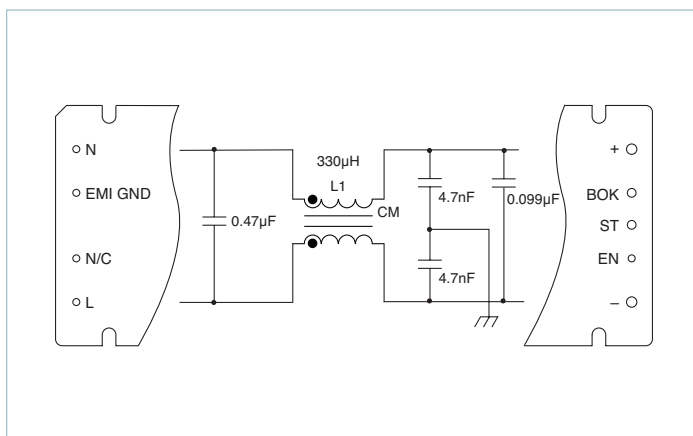 N
EMI GND
N/C
L
0.47µF
330µH
L1
CM
4.7nF
4.7nF
0.099µF
+
BOK
ST
EN
–